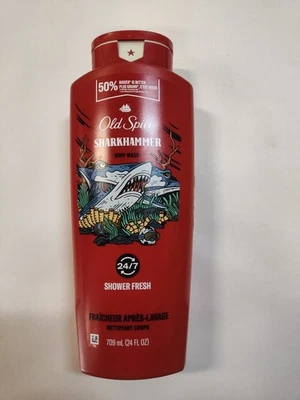 50%
Old Spice
SHARKHAMMER
BODY WASH
24/7
SHOWER FRESH
FRAÎCHEUR APRÈS-LAVAGE
NETTOYANT CORPS
709 mL (24 FL OZ)